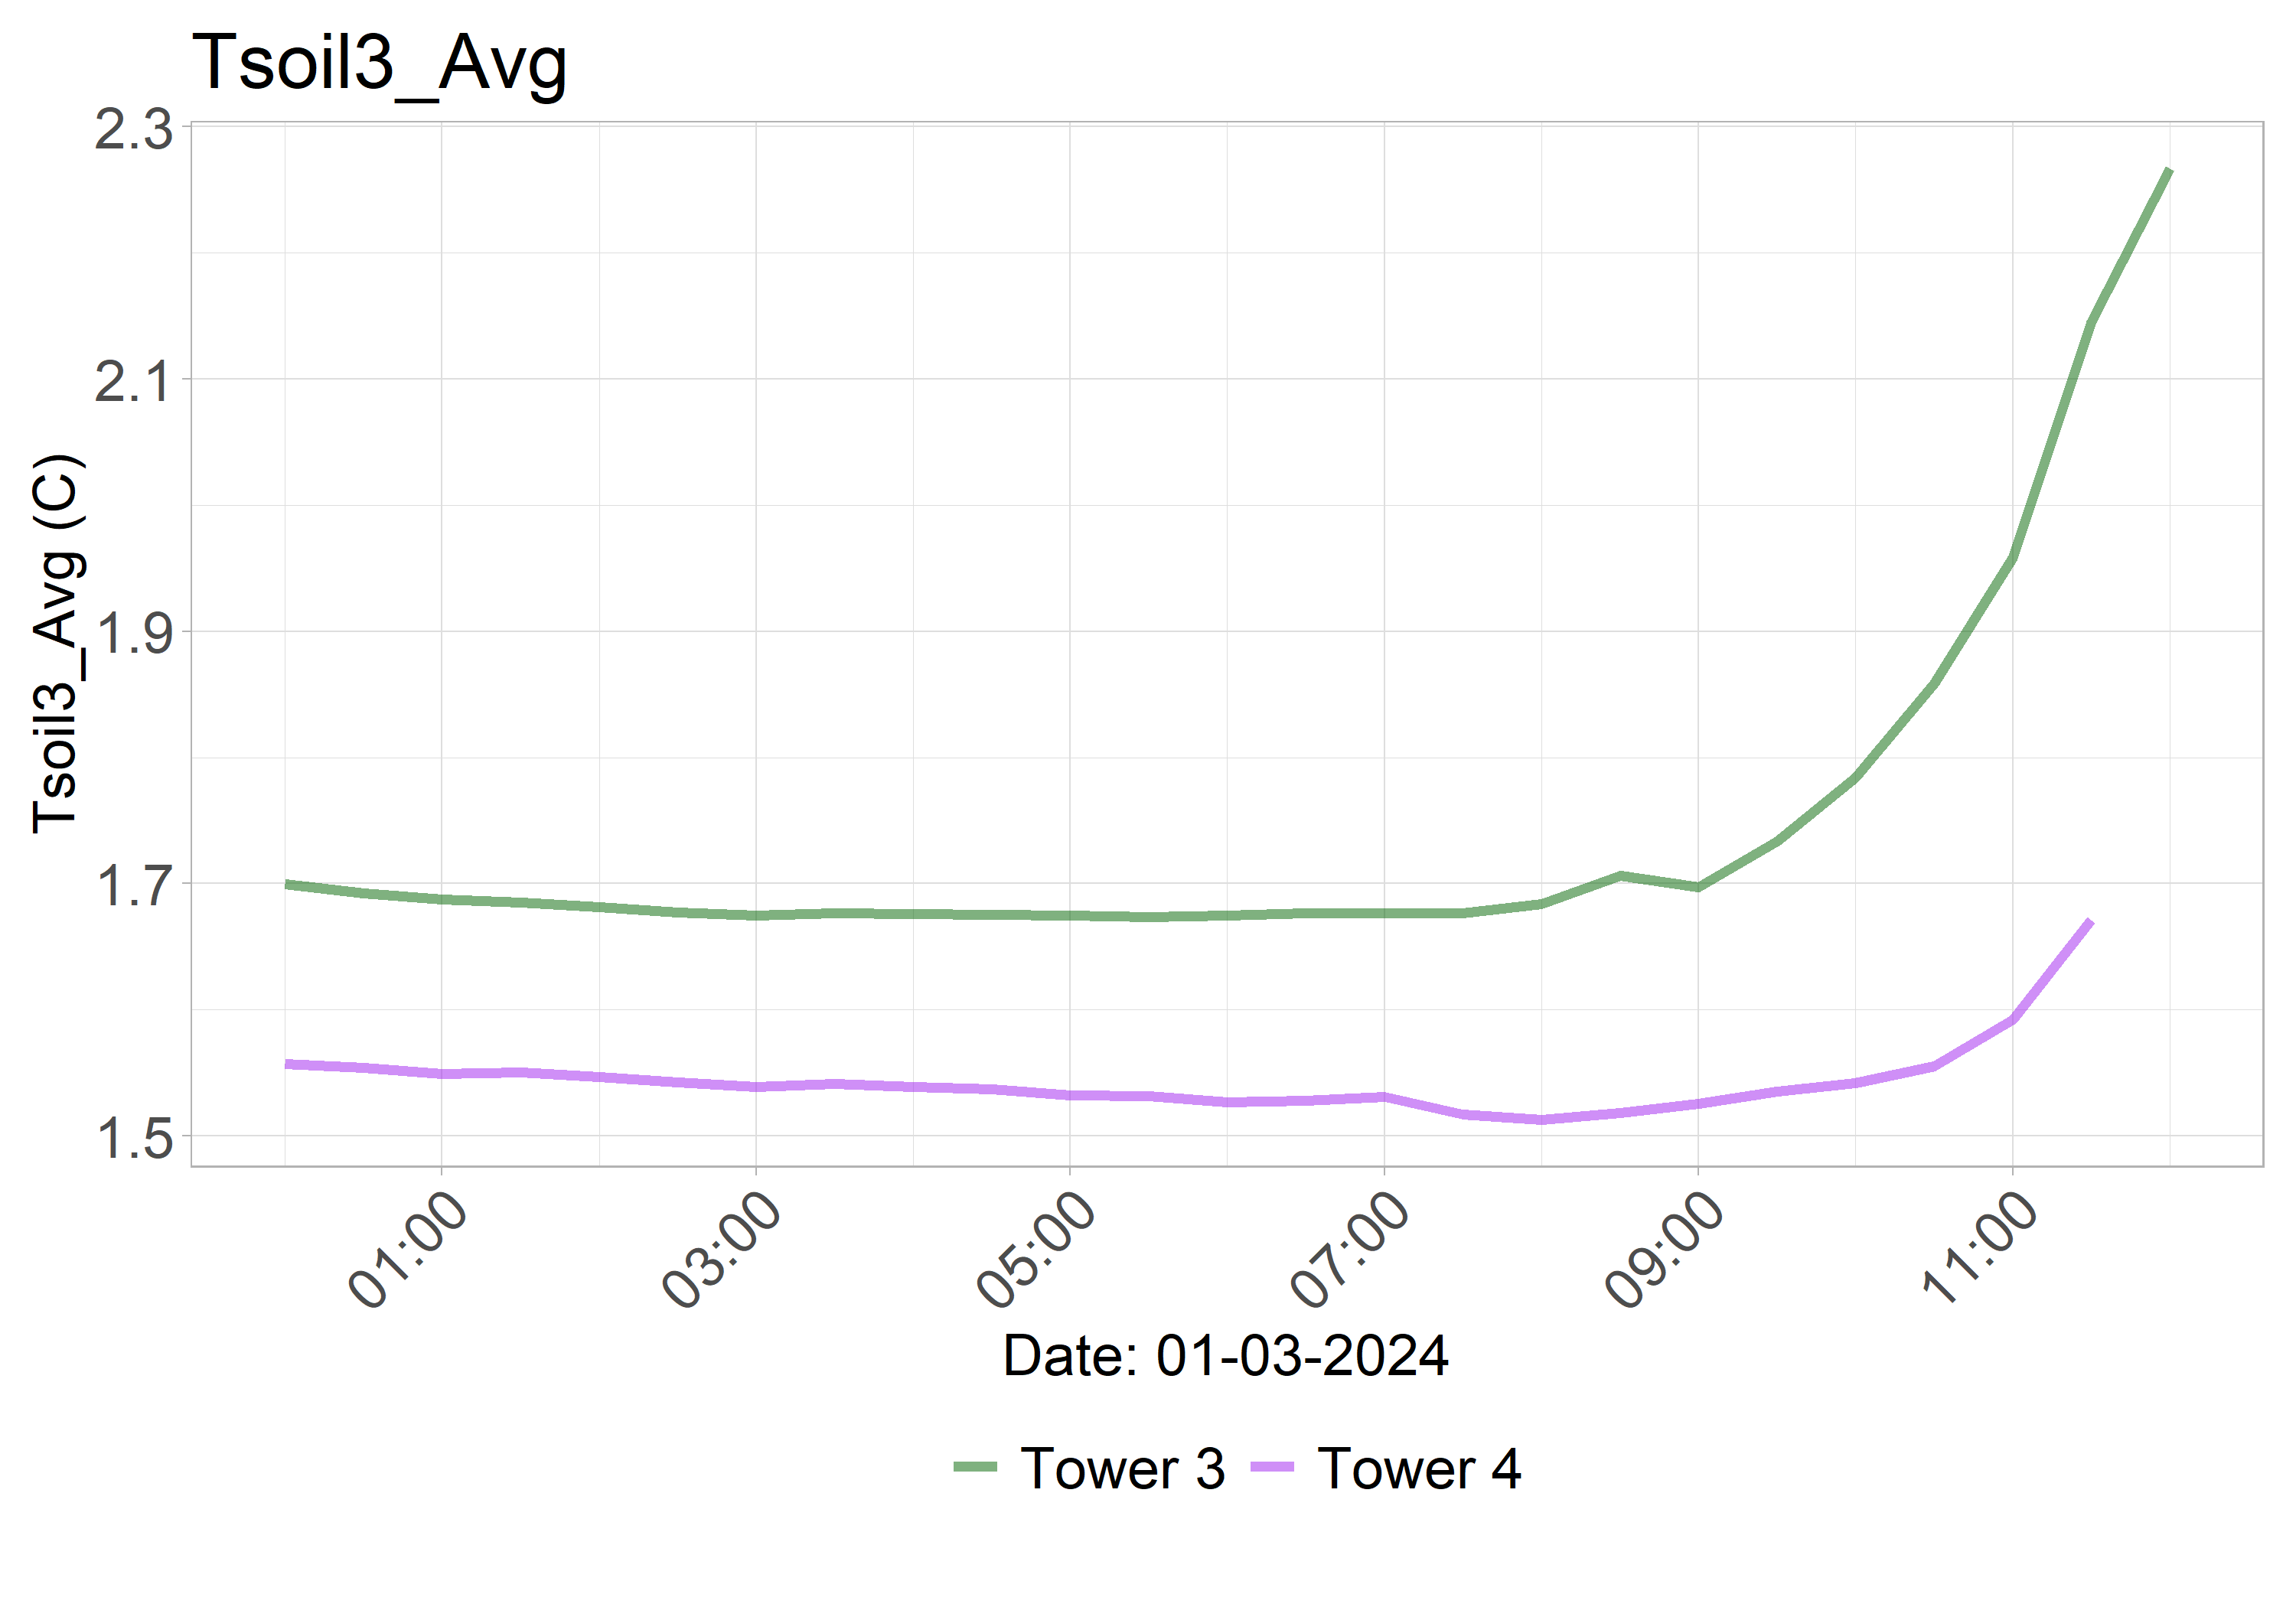 Tsoil3_Avg
Tsoil3_Avg (C)
2.3
2.1
1.9
1.7
1.5
01:00
03:00
05:00
07:00
09:00
11:00
Date: 01-03-2024
Tower 3
Tower 4